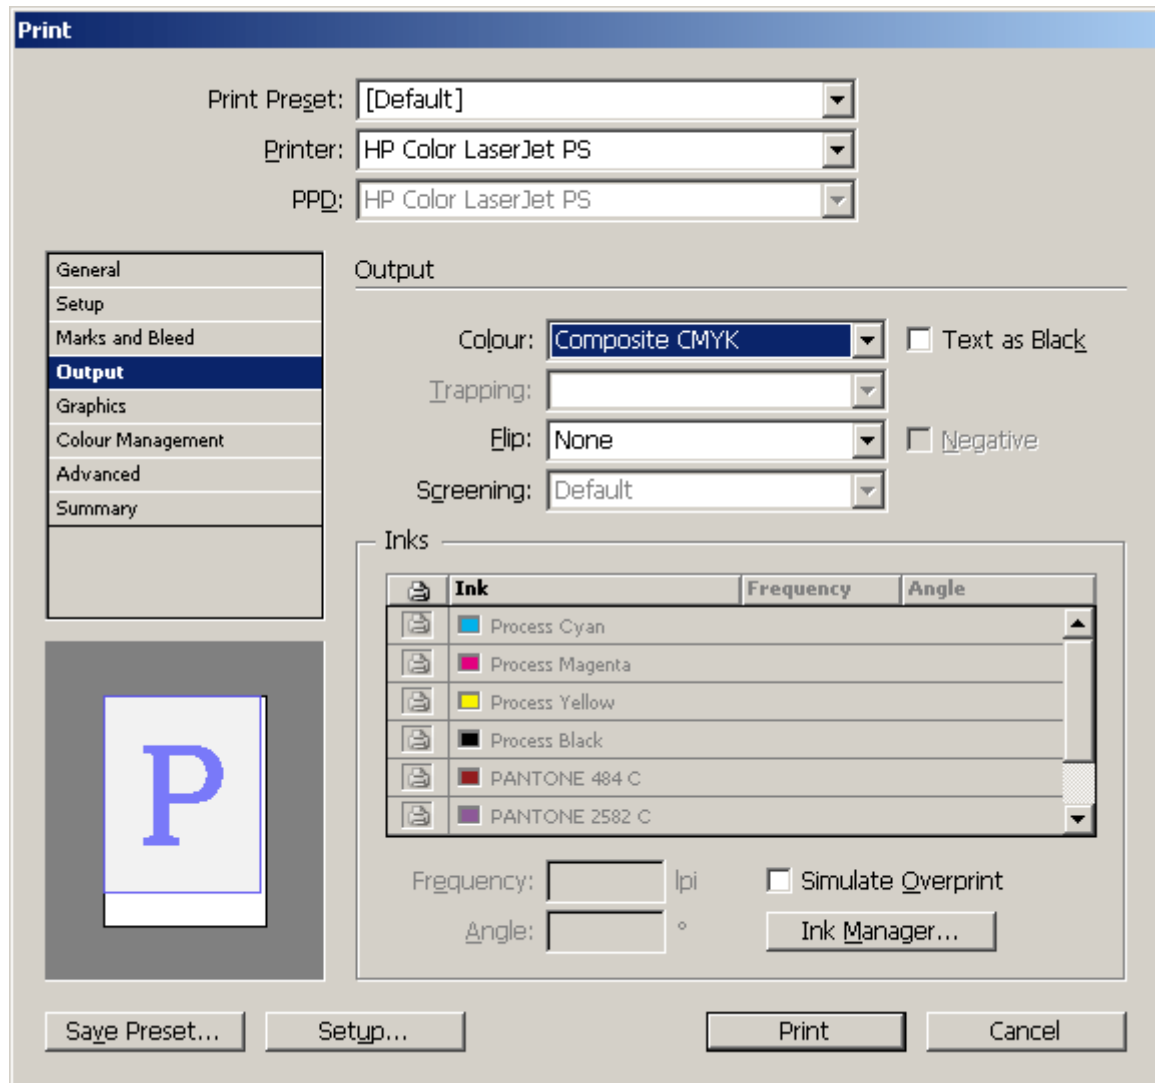 Print
Print Preset: [Default]
Printer: HP Color LaserJet PS
PPD: HP Color LaserJet PS
General
Setup
Marks and Bleed
Output
Graphics
Colour Management
Advanced
Summary
Output
Colour: Composite CMYK Text as Black
Trapping:
Flip: None Negative
Screening: Default
Inks
Ink Frequency Angle
Process Cyan
Process Magenta
Process Yellow
Process Black
PANTONE 484 C
PANTONE 2582 C
Frequency: lpi Simulate Overprint
Angle: ° Ink Manager...
P
Save Preset... Setup... Print Cancel